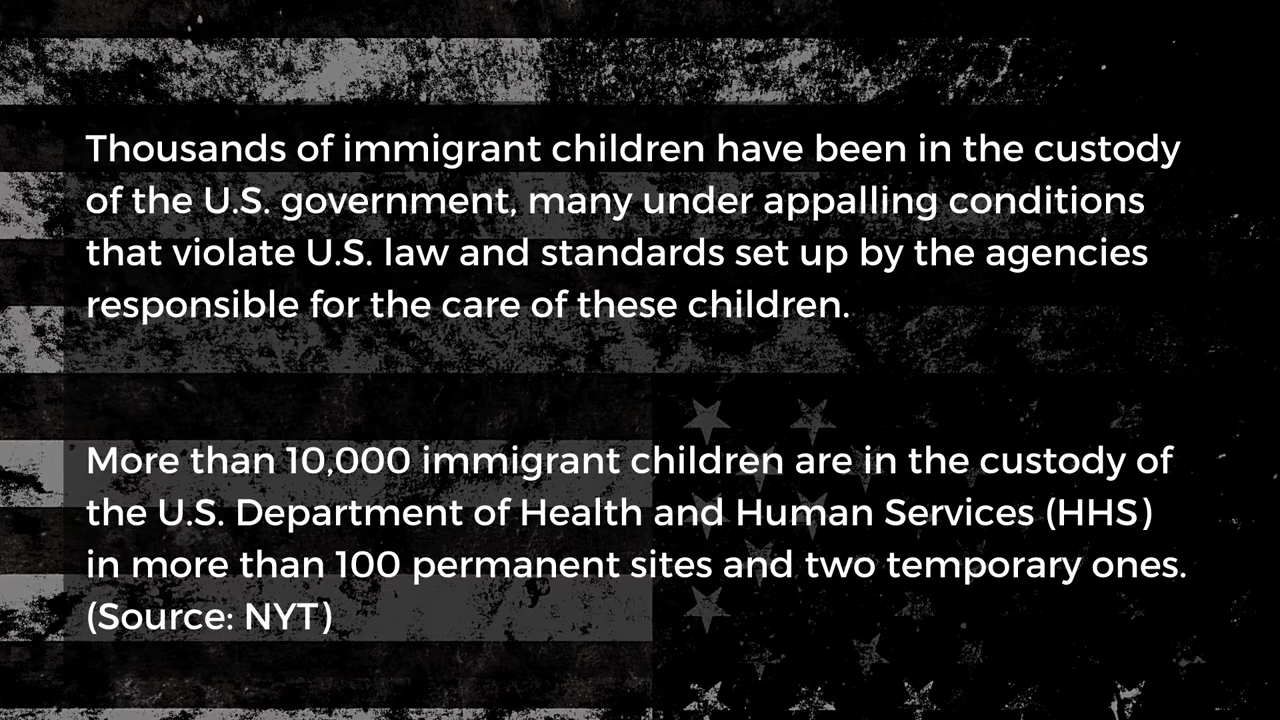 Thousands of immigrant children have been in the custody
of the U.S. government, many under appalling conditions
that violate U.S. law and standards set up by the agencies
responsible for the care of these children.
More than 10,000 immigrant children are in the custody of
the U.S. Department of Health and Human Services (HHS)
in more than 100 permanent sites and two temporary ones.
(Source: NYT)